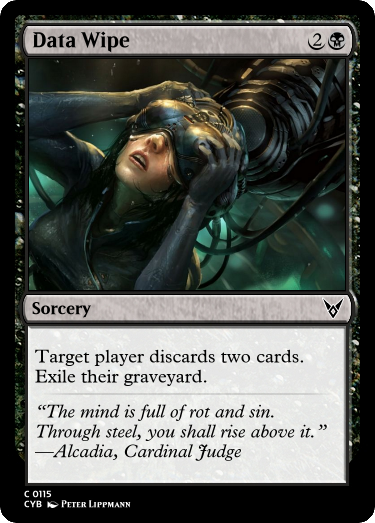 Data Wipe 2
Sorcery
Target player discards two cards.
Exile their graveyard.
“The mind is full of rot and sin.
Through steel, you shall rise above it.”
—Alcadia, Cardinal Judge
C 0115
CYB Peter Lippmann